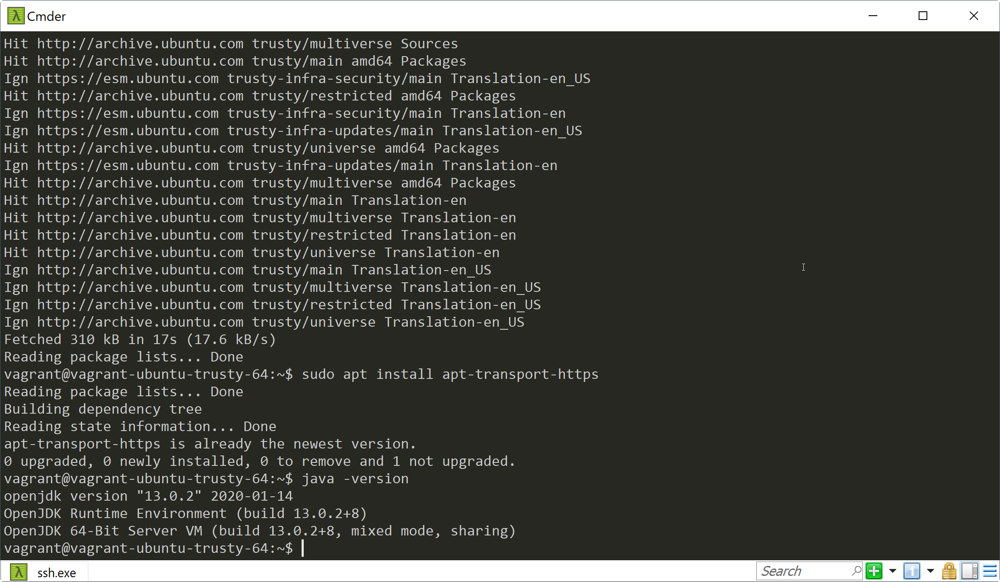 Cmder
Hit http://archive.ubuntu.com trusty/multiverse Sources
Hit http://archive.ubuntu.com trusty/main amd64 Packages
Ign https://esm.ubuntu.com trusty-infra-security/main Translation-en_US
Hit http://archive.ubuntu.com trusty/restricted amd64 Packages
Ign https://esm.ubuntu.com trusty-infra-security/main Translation-en
Ign https://esm.ubuntu.com trusty-infra-updates/main Translation-en_US
Hit http://archive.ubuntu.com trusty/universe amd64 Packages
Ign https://esm.ubuntu.com trusty-infra-updates/main Translation-en
Hit http://archive.ubuntu.com trusty/multiverse amd64 Packages
Hit http://archive.ubuntu.com trusty/main Translation-en
Hit http://archive.ubuntu.com trusty/multiverse Translation-en
Hit http://archive.ubuntu.com trusty/restricted Translation-en
Hit http://archive.ubuntu.com trusty/universe Translation-en
Ign http://archive.ubuntu.com trusty/main Translation-en_US
Ign http://archive.ubuntu.com trusty/multiverse Translation-en_US
Ign http://archive.ubuntu.com trusty/restricted Translation-en_US
Ign http://archive.ubuntu.com trusty/universe Translation-en_US
Fetched 310 kB in 17s (17.6 kB/s)
Reading package lists... Done
vagrant@vagrant-ubuntu-trusty-64:~$ sudo apt install apt-transport-https
Reading package lists... Done
Building dependency tree
Reading state information... Done
apt-transport-https is already the newest version.
0 upgraded, 0 newly installed, 0 to remove and 1 not upgraded.
vagrant@vagrant-ubuntu-trusty-64:~$ java -version
openjdk version "13.0.2" 2020-01-14
OpenJDK Runtime Environment (build 13.0.2+8)
OpenJDK 64-Bit Server VM (build 13.0.2+8, mixed mode, sharing)
vagrant@vagrant-ubuntu-trusty-64:~$
ssh.exe Search 1